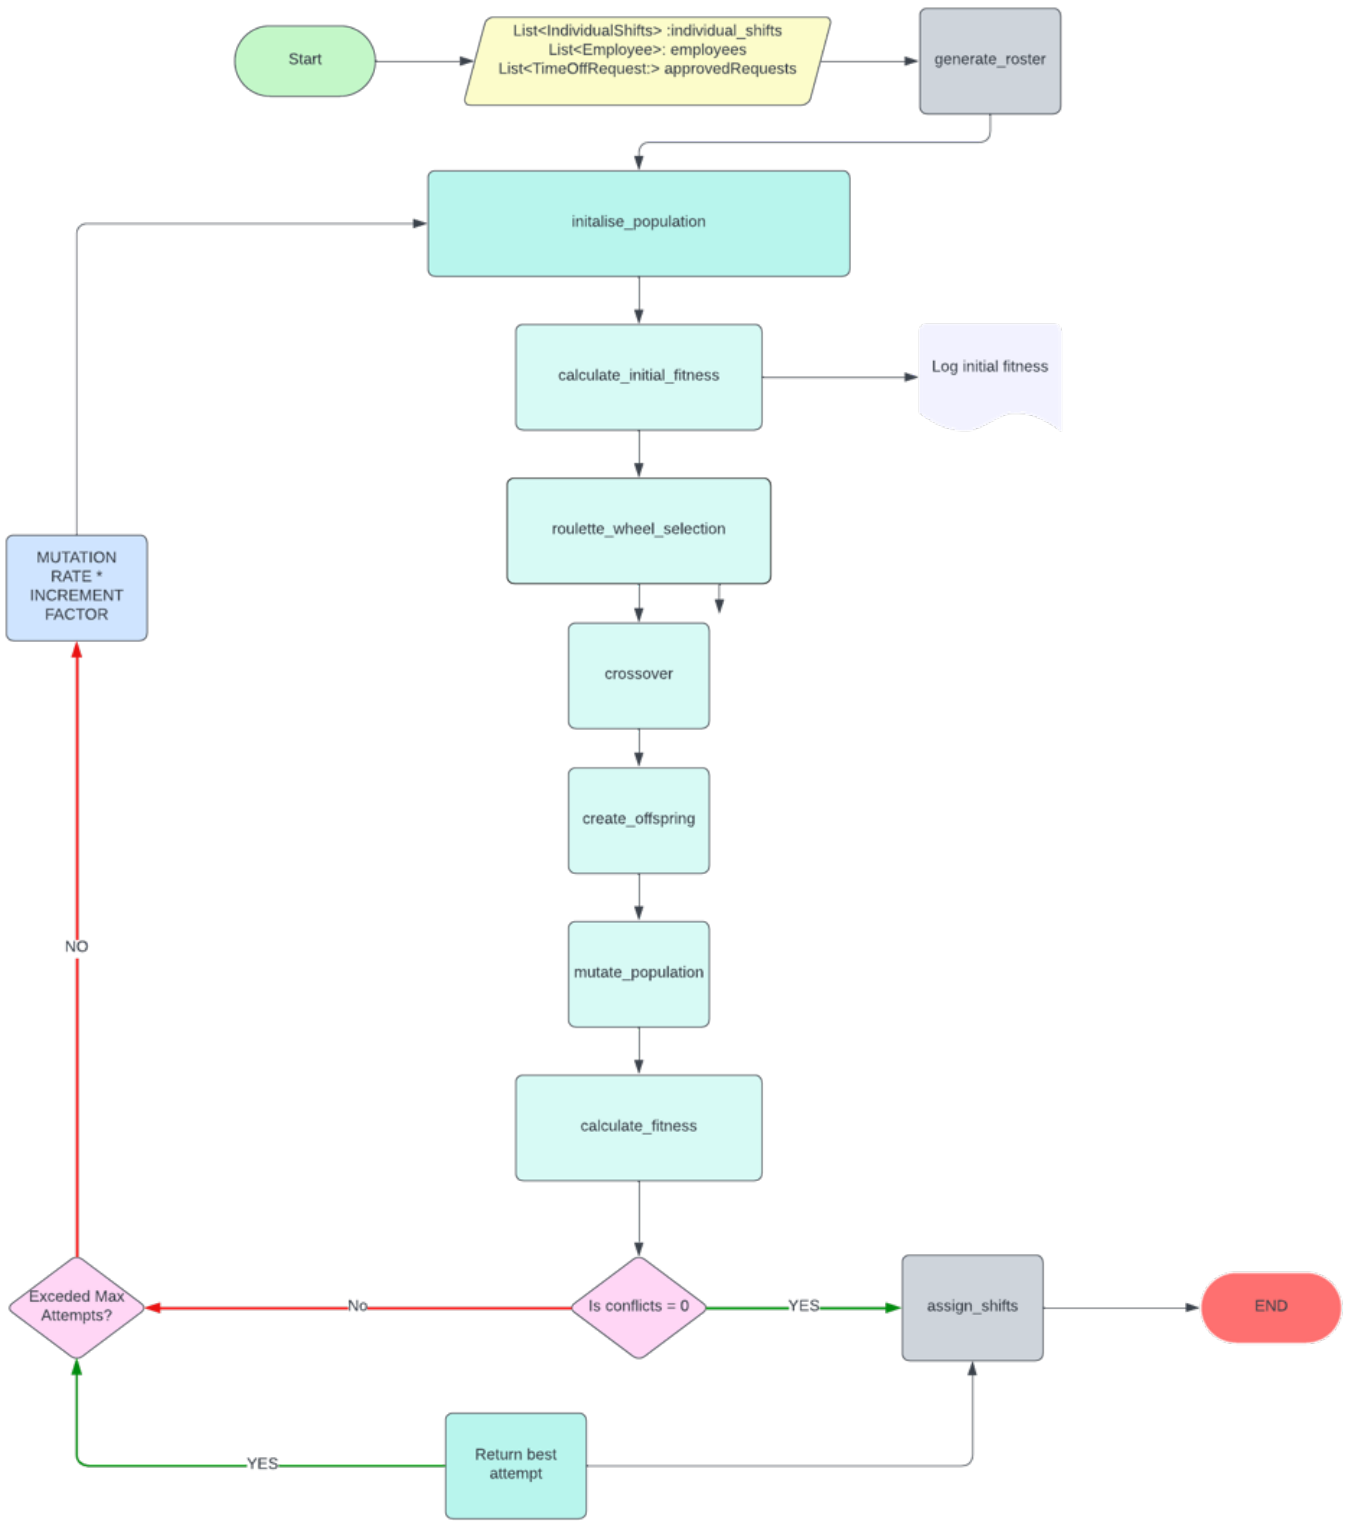 Start
List<IndividualShifts> :individual_shifts
List<Employee>: employees
List<TimeOffRequest:> approvedRequests
generate_roster
initalise_population
calculate_initial_fitness
Log initial fitness
roulette_wheel_selection
MUTATION
RATE *
INCREMENT
FACTOR
crossover
create_offspring
NO
mutate_population
calculate_fitness
Exceded Max
Attempts?
No
Is conflicts = 0
YES
assign_shifts
END
YES
Return best
attempt